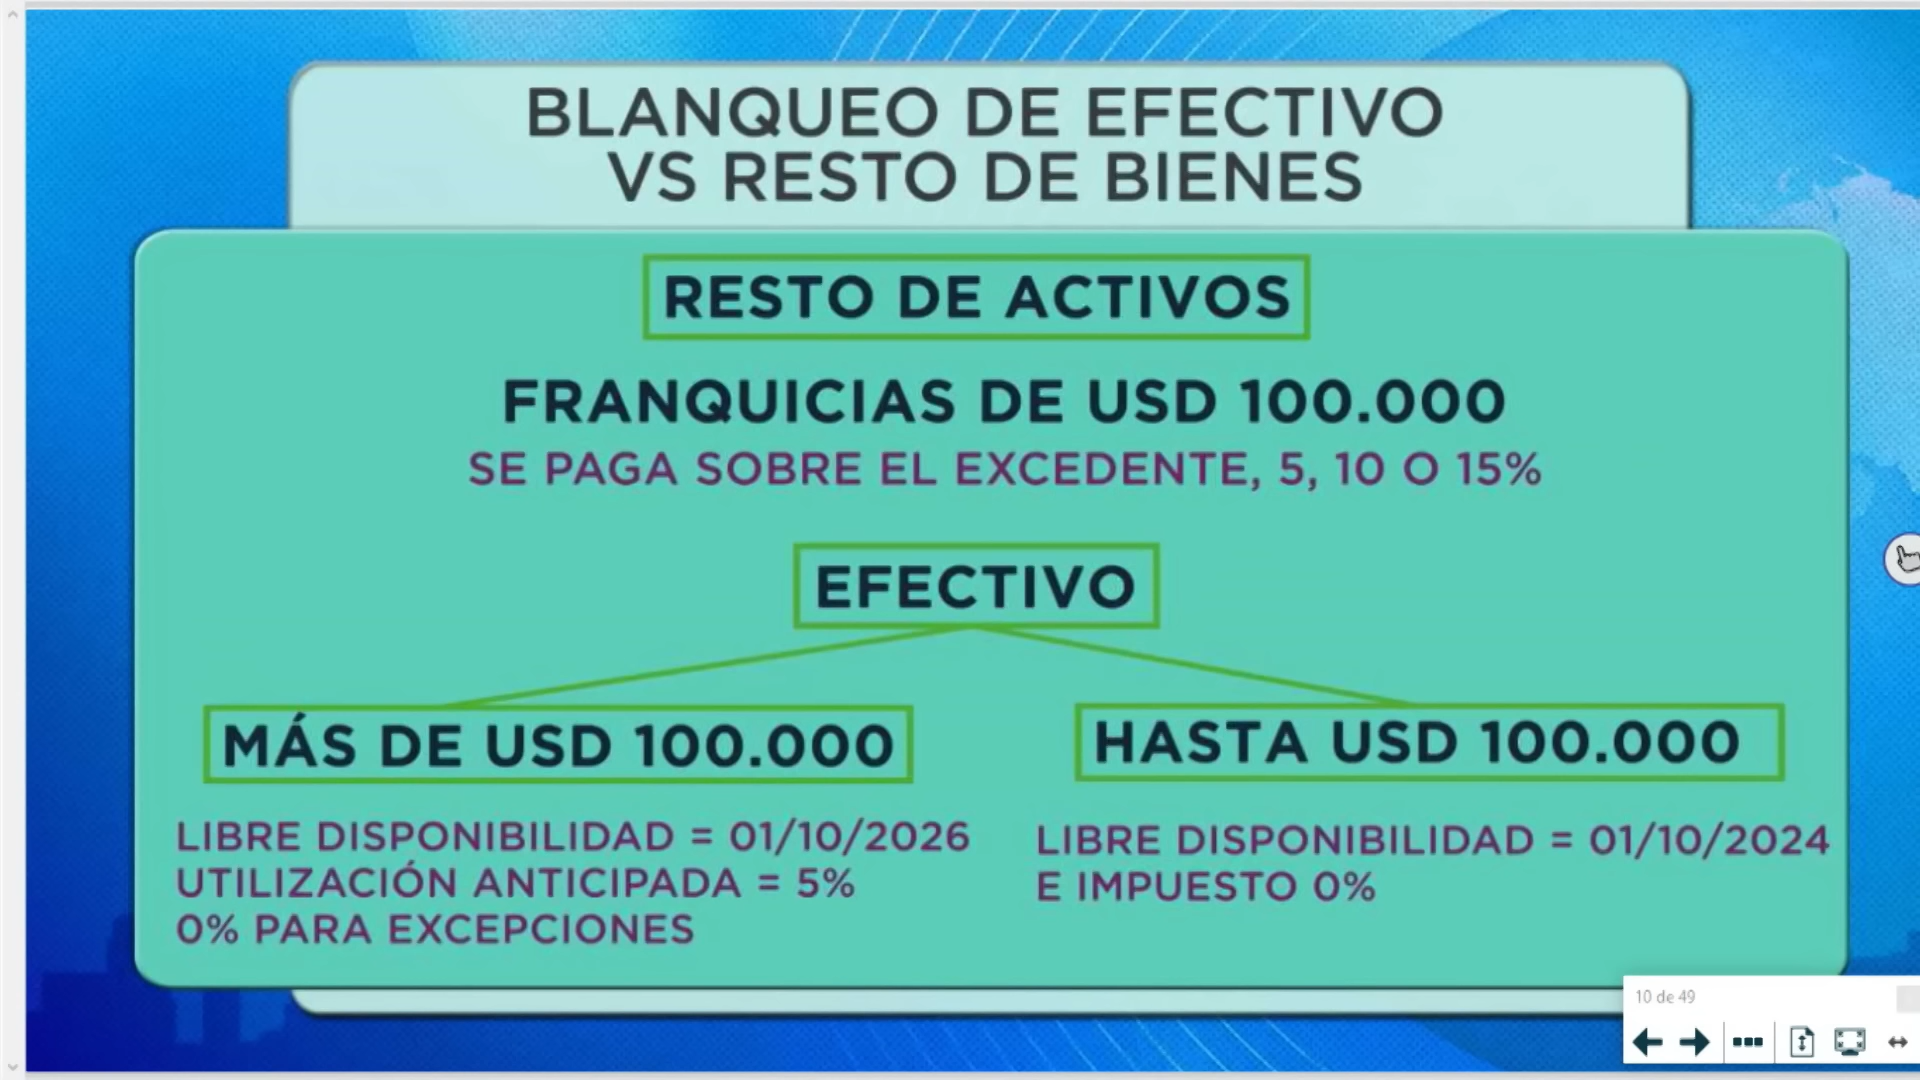 BLANQUEO DE EFECTIVO
VS RESTO DE BIENES
RESTO DE ACTIVOS
FRANQUICIAS DE USD 100.000
SE PAGA SOBRE EL EXCEDENTE, 5, 10 O 15%
EFECTIVO
MÁS DE USD 100.000
LIBRE DISPONIBILIDAD = 01/10/2026
UTILIZACIÓN ANTICIPADA = 5%
0% PARA EXCEPCIONES
HASTA USD 100.000
LIBRE DISPONIBILIDAD = 01/10/2024
E IMPUESTO 0%
10 de 49